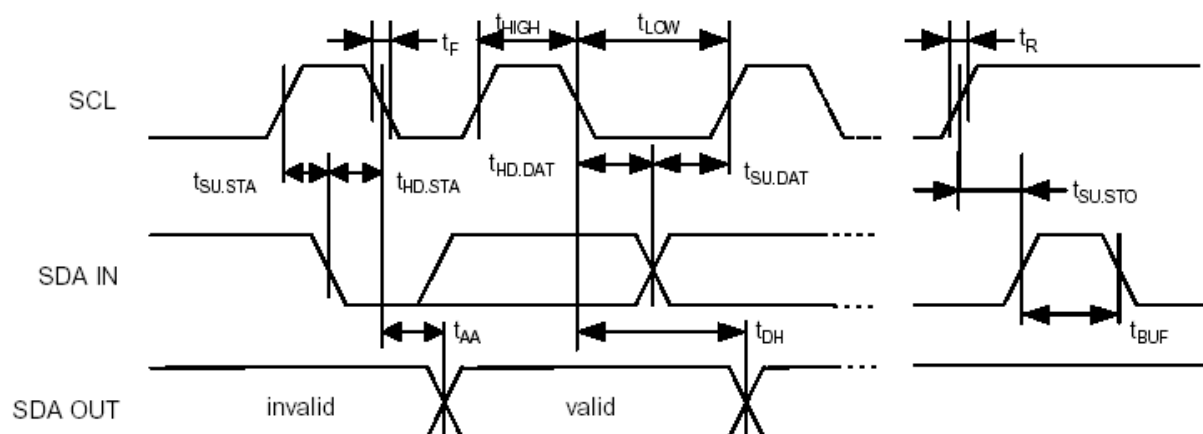 tHIGH
tLOW
tF
tR
SCL
tSU.STA
tHD.STA
tHD.DAT
tSU.DAT
tSU.STO
SDA IN
tAA
tDH
tBUF
SDA OUT
invalid
valid